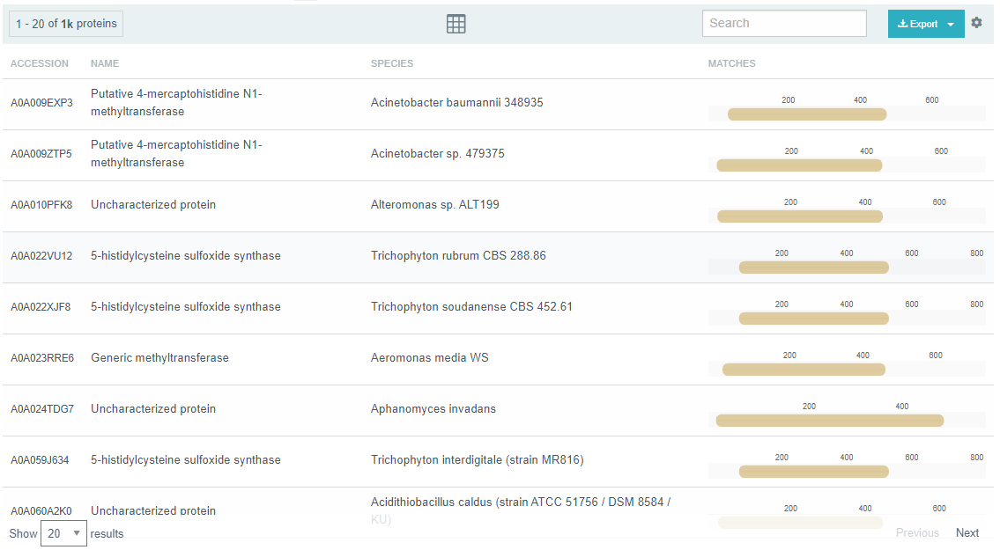 1 - 20 of 1k proteins
Search
Export
ACCESSION NAME SPECIES MATCHES
A0A009EXP3 Putative 4-mercaptohistidine N1-
methyltransferase Acinetobacter baumannii 348935 200 400 600
A0A009ZTP5 Putative 4-mercaptohistidine N1-
methyltransferase Acinetobacter sp. 479375 200 400 600
A0A010PFK8 Uncharacterized protein Alteromonas sp. ALT199 200 400 600
A0A022VU12 5-histidylcysteine sulfoxide synthase Trichophyton rubrum CBS 288.86 200 400 600 800
A0A022XJF8 5-histidylcysteine sulfoxide synthase Trichophyton soudanense CBS 452.61 200 400 600 800
A0A023RRE6 Generic methyltransferase Aeromonas media WS 200 400 600
A0A024TDG7 Uncharacterized protein Aphanomyces invadans 200 400
A0A059J634 5-histidylcysteine sulfoxide synthase Trichophyton interdigitale (strain MR816) 200 400 600 800
A0A060A2K0 Uncharacterized protein Acidithiobacillus caldus (strain ATCC 51756 / DSM 8584 /
KU) 200 400 600
Show 20 results Previous Next